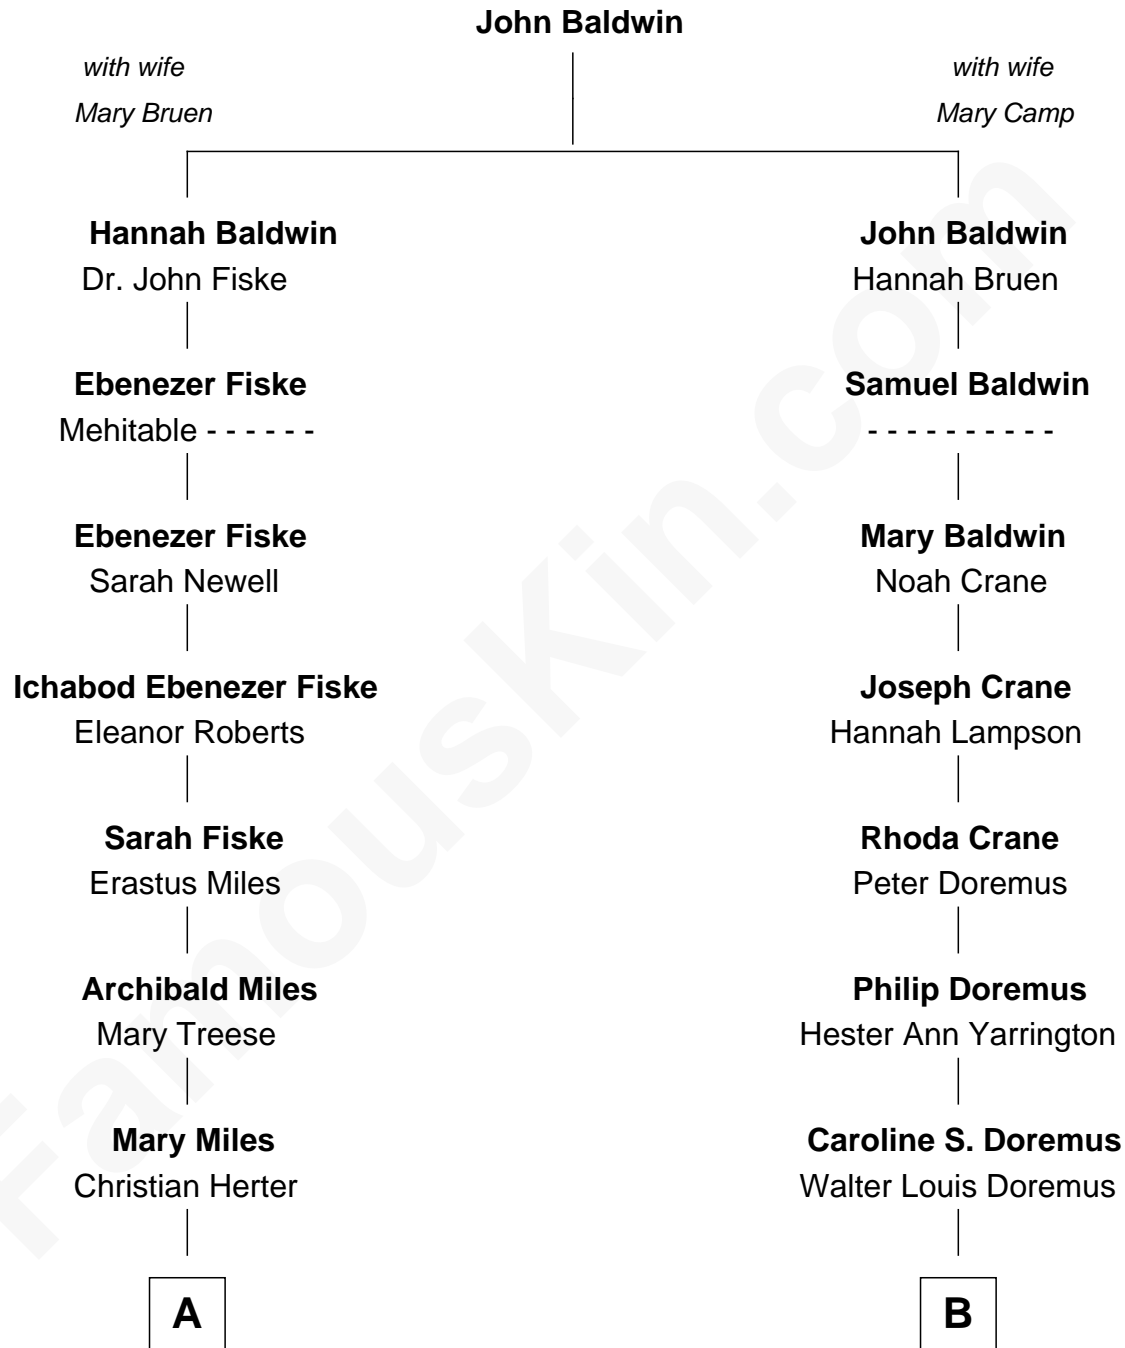 John Baldwin
with wife
Mary Bruen
with wife
Mary Camp
Hannah Baldwin
Dr. John Fiske
John Baldwin
Hannah Bruen
Ebenezer Fiske
Mehitable - - - - - -
Samuel Baldwin
- - - - - - - - - -
Ebenezer Fiske
Sarah Newell
Mary Baldwin
Noah Crane
Ichabod Ebenezer Fiske
Eleanor Roberts
Joseph Crane
Hannah Lampson
Sarah Fiske
Erastus Miles
Rhoda Crane
Peter Doremus
Archibald Miles
Mary Treese
Philip Doremus
Hester Ann Yarrington
Mary Miles
Christian Herter
Caroline S. Doremus
Walter Louis Doremus
A
B
FamousKin.com